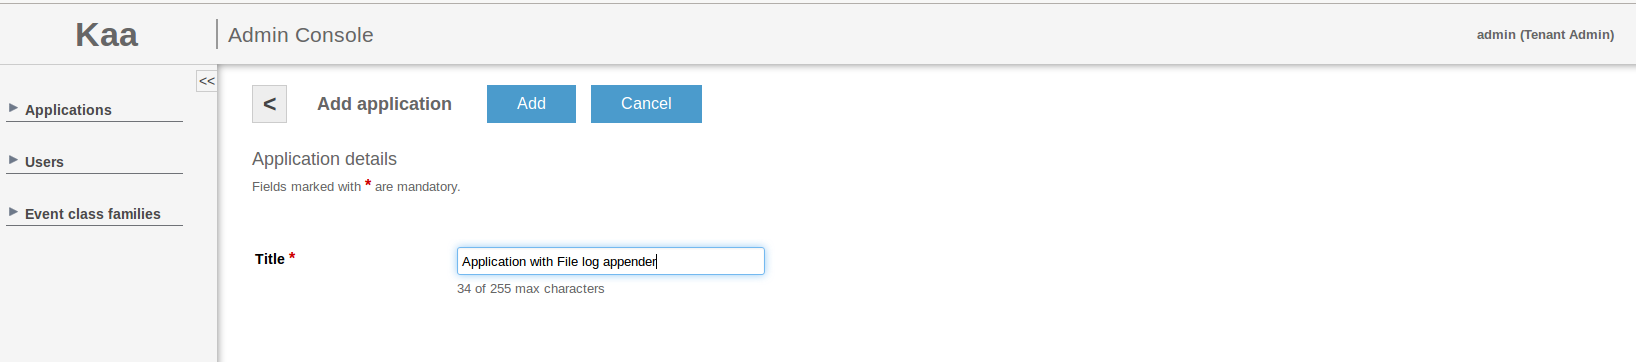 Kaa
Admin Console
admin (Tenant Admin)
<<
Applications
Users
Event class families
< Add application Add Cancel
Application details
Fields marked with * are mandatory.
Title * Application with File log appender
34 of 255 max characters